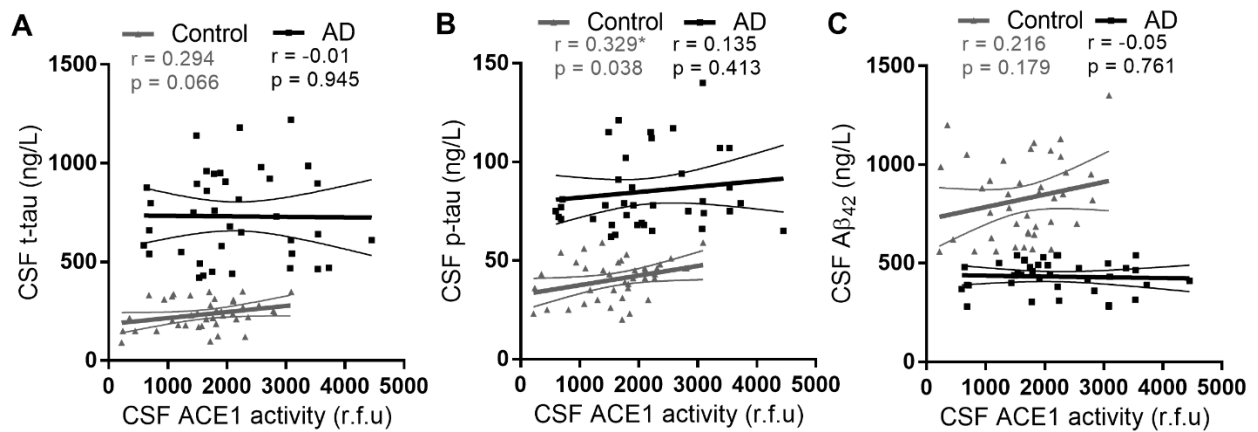 A
Control AD
r = 0.294 r = -0.01
p = 0.066 p = 0.945
1500
1000
500
0
CSF t-tau (ng/L)
0 1000 2000 3000 4000 5000
CSF ACE1 activity (r.f.u)
B
Control AD
r = 0.329* r = 0.135
p = 0.038 p = 0.413
150
100
50
0
CSF p-tau (ng/L)
0 1000 2000 3000 4000 5000
CSF ACE1 activity (r.f.u)
C
Control AD
r = 0.216 r = -0.05
p = 0.179 p = 0.761
1500
1000
500
0
CSF Aβ42 (ng/L)
0 1000 2000 3000 4000 5000
CSF ACE1 activity (r.f.u)